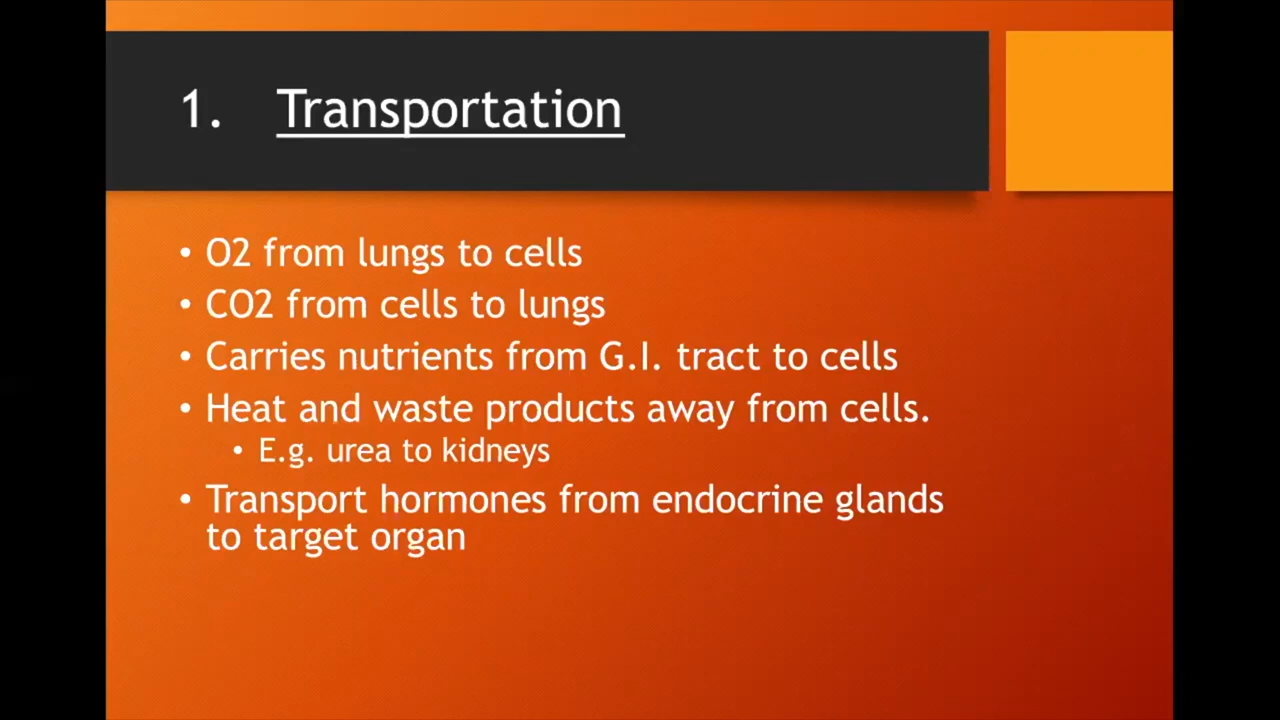 1. Transportation
• O2 from lungs to cells
• CO2 from cells to lungs
• Carries nutrients from G.I. tract to cells
• Heat and waste products away from cells.
• E.g. urea to kidneys
• Transport hormones from endocrine glands
to target organ